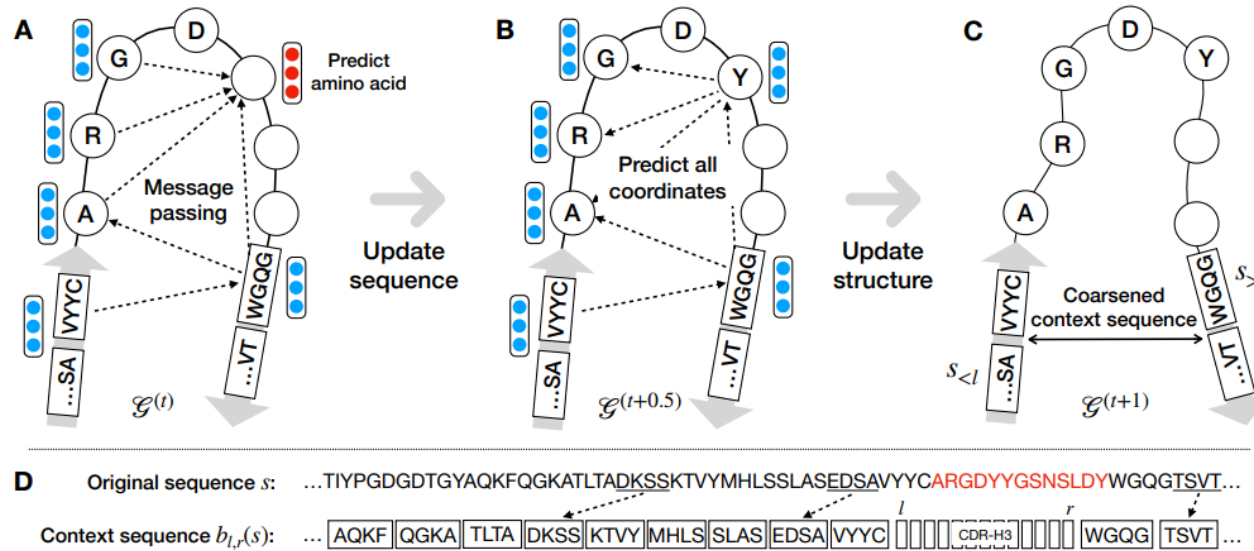 A
G
D
Predict
amino acid
R
Message
passing
A
VYYC
...SA
WGQG
...VT
𝒢(t)
Update
sequence
B
G
D
Y
R
Predict all
coordinates
A
VYYC
...SA
WGQG
...VT
𝒢(t+0.5)
Update
structure
C
G
D
Y
R
A
VYYC
...SA
Coarsened
context sequence
WGQG
...VT
s>
s<l
𝒢(t+1)
D
Original sequence s: ...TIYPGDGDTGYAQKFQGKATLTADKSSKTVYMHLSSLASEDSAVYYCARGDYYGSNSLDYWGQGTSVT...
l r
Context sequence bl,r(s): ... AQKF QGKA TLTA DKSS KTVY MHLS SLAS EDSA VYYC CDR-H3 WGQG TSVT ...